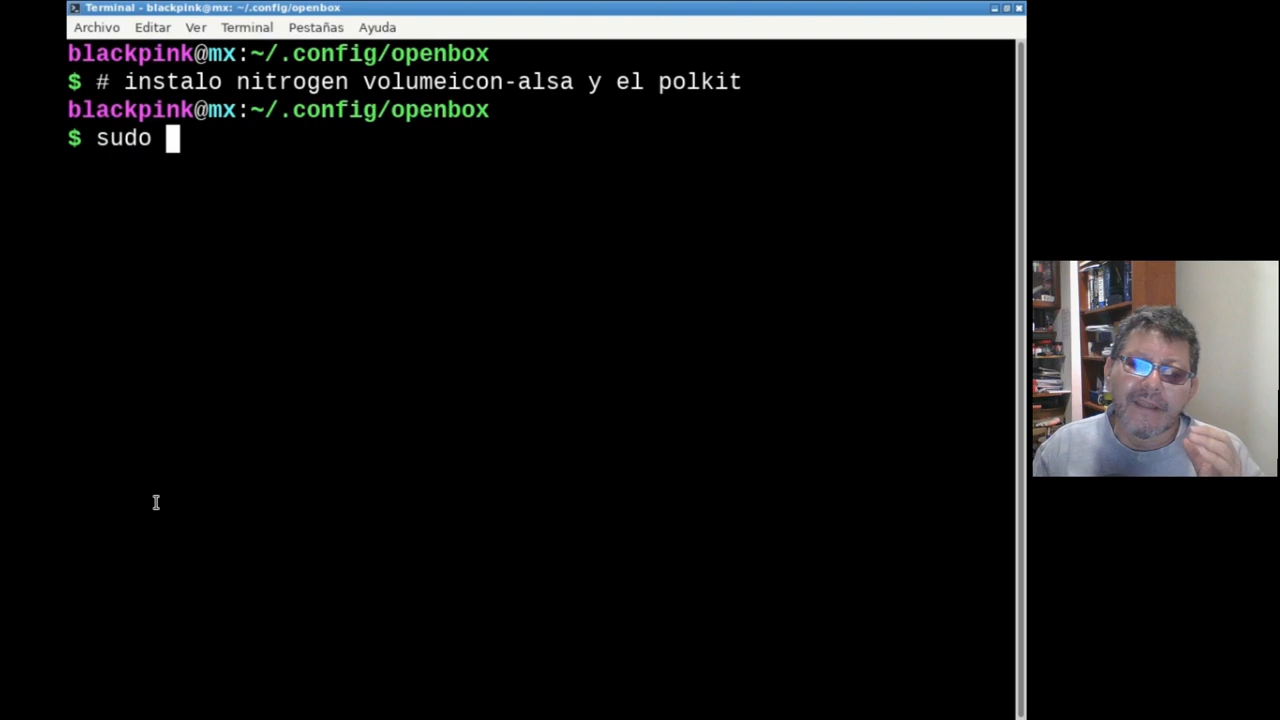 Terminal - blackpink@mx: ~/.config/openbox
Archivo Editar Ver Terminal Pestañas Ayuda
blackpink@mx:~/.config/openbox
$ # instalo nitrogen volumeicon-alsa y el polkit
blackpink@mx:~/.config/openbox
$ sudo